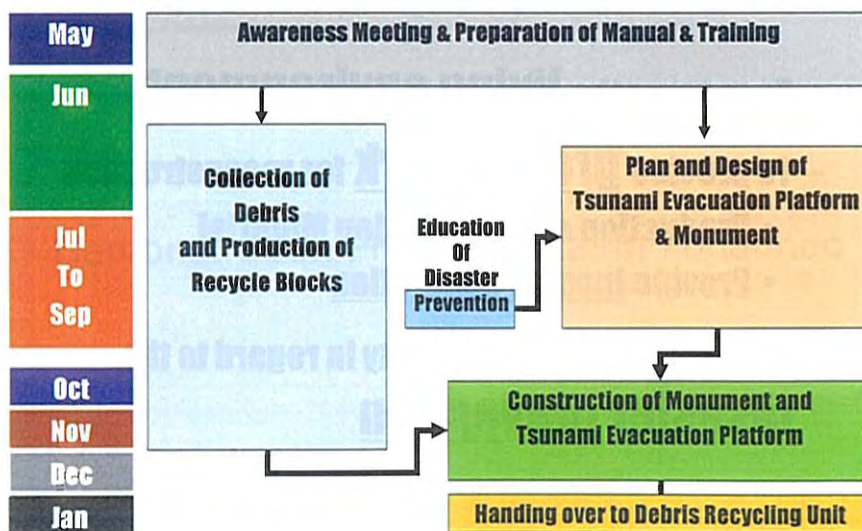 May
Jun
Jul
To
Sep
Oct
Nov
Dec
Jan
Awareness Meeting & Preparation of Manual & Training
Collection of
Debris
and Production of
Recycle Blocks
Education
Of
Disaster
Prevention
Plan and Design of
Tsunami Evacuation Platform
& Monument
Construction of Monument and
Tsunami Evacuation Platform
Handing over to Debris Recycling Unit